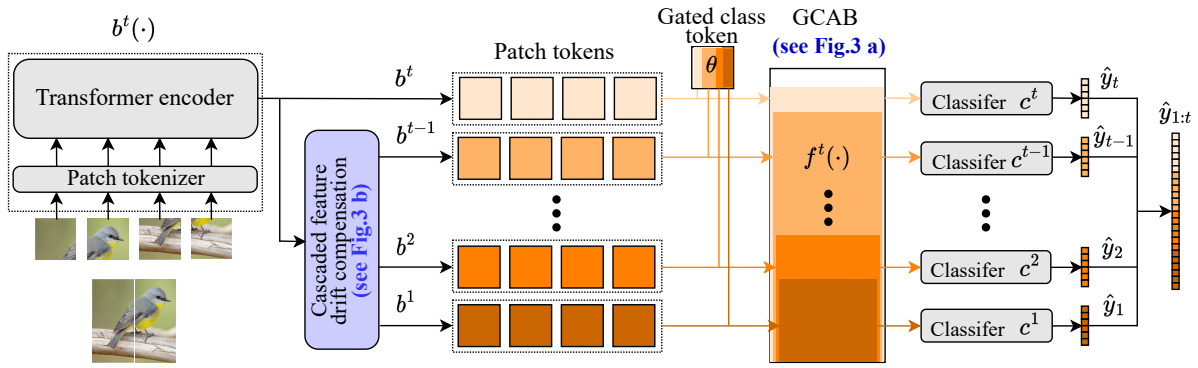 b^t(·)
Transformer encoder
Patch tokenizer
Cascaded feature
drift compensation
(see Fig.3 b)
Patch tokens
b^t
b^{t−1}
b^2
b^1
Gated class
token
θ
GCAB
(see Fig.3 a)
f^t(·)
Classifer c^t
Classifer c^{t−1}
Classifer c^2
Classifer c^1
ŷ_t
ŷ_{t−1}
ŷ_2
ŷ_1
ŷ_{1:t}